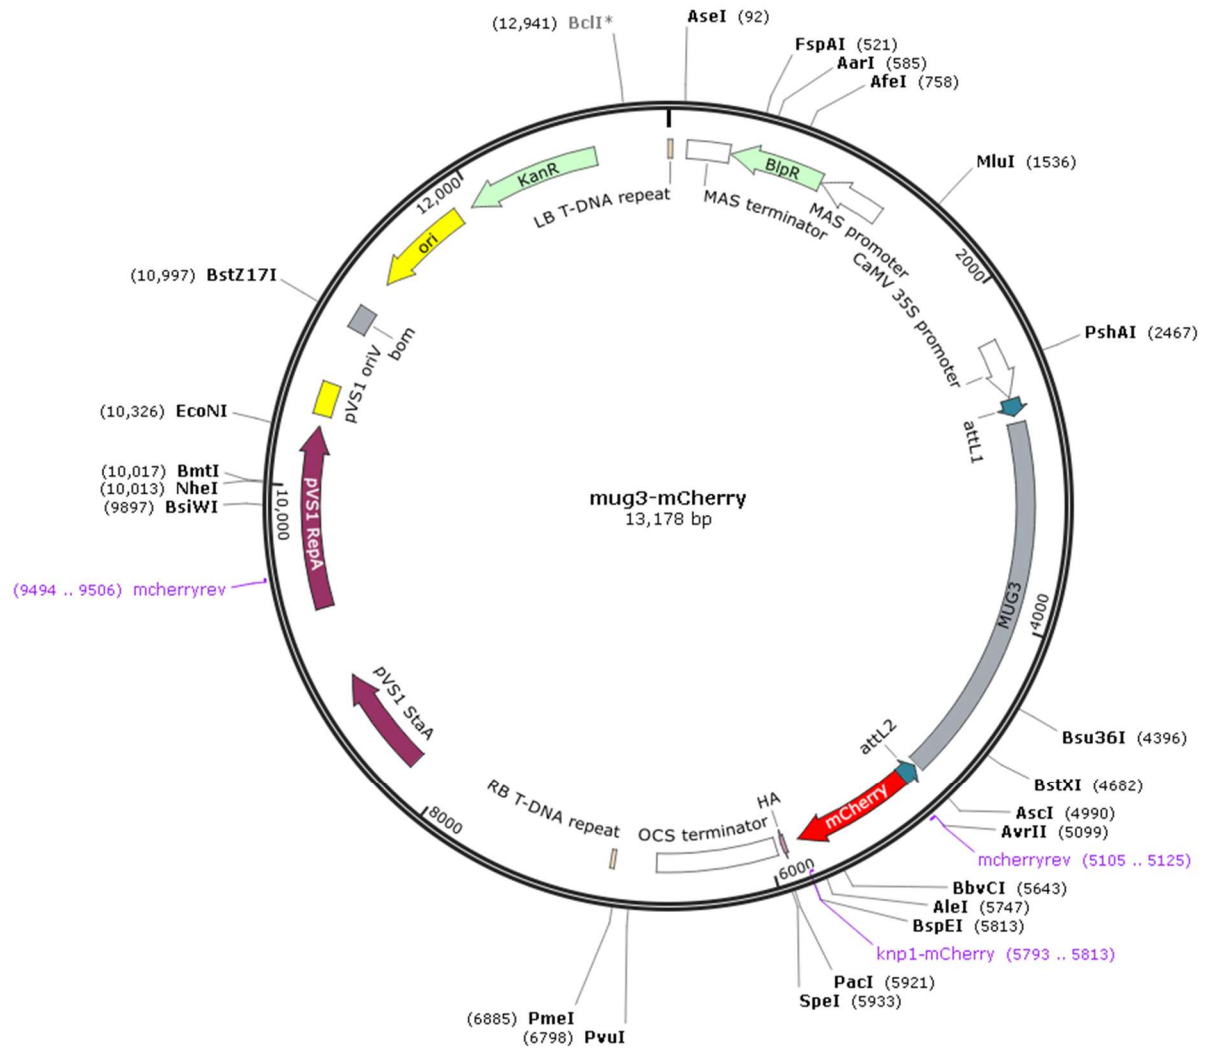 (12,941) BclI*
AseI (92)
FspAI (521)
AarI (585)
AfeI (758)
MluI (1536)
PshAI (2467)
Bsu36I (4396)
BstXI (4682)
AscI (4990)
AvrII (5099)
mcherryrev (5105 .. 5125)
BbvCI (5643)
AleI (5747)
BspEI (5813)
knp1-mCherry (5793 .. 5813)
PacI (5921)
SpeI (5933)
(6885) PmeI
(6798) PvuI
(9494 .. 9506) mcherryrev
(9897) BsiWI
(10,013) NheI
(10,017) BmtI
(10,326) EcoNI
(10,997) BstZ17I
mug3-mCherry
13,178 bp
LB T-DNA repeat
MAS terminator
BlpR
MAS promoter
CaMV 35S promoter
2000
attL1
MUG3
4000
attL2
mCherry
HA
6000
OCS terminator
RB T-DNA repeat
8000
pVS1 StaA
pVS1 RepA
10,000
pVS1 oriV
bom
ori
12,000
KanR